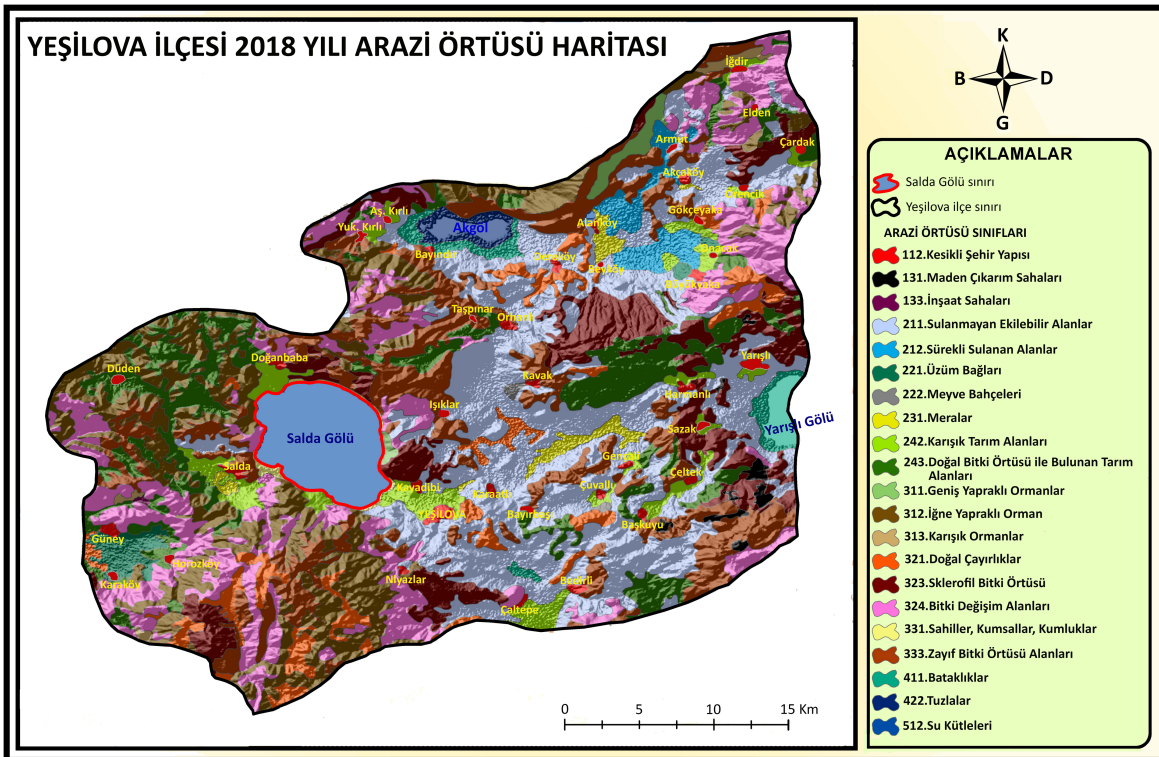 YEŞİLOVA İLÇESİ 2018 YILI ARAZİ ÖRTÜSÜ HARİTASI
K
B
D
G
İğdir
Elden
Armut
Çardak
Akçaköy
Aş. Kırlı
Gökçeyaka
Yuk. Kırlı
Akgöl
Alanköy
Bayındır
Taşpınar
Yarışlı
Doğanbaba
Düden
Kavak
Harmanlı
Işıklar
Yarışlı Gölü
Salda Gölü
Sazak
Gençali
Salda
Çeltek
Kayadibi
Çuvallı
YEŞİLOVA
Başkuyu
Güney
Horozköy
Karaköy
Niyazlar
Çaltepe
0
5
10
15 Km
AÇIKLAMALAR
Salda Gölü sınırı
Yeşilova ilçe sınırı
ARAZİ ÖRTÜSÜ SINIFLARI
112.Kesikli Şehir Yapısı
131.Maden Çıkarım Sahaları
133.İnşaat Sahaları
211.Sulanmayan Ekilebilir Alanlar
212.Sürekli Sulanan Alanlar
221.Üzüm Bağları
222.Meyve Bahçeleri
231.Meralar
242.Karışık Tarım Alanları
243.Doğal Bitki Örtüsü ile Bulunan Tarım
Alanları
311.Geniş Yapraklı Ormanlar
312.İğne Yapraklı Orman
313.Karışık Ormanlar
321.Doğal Çayırlıklar
323.Sklerofil Bitki Örtüsü
324.Bitki Değişim Alanları
331.Sahiller, Kumsallar, Kumluklar
333.Zayıf Bitki Örtüsü Alanları
411.Bataklıklar
422.Tuzlalar
512.Su Kütleleri